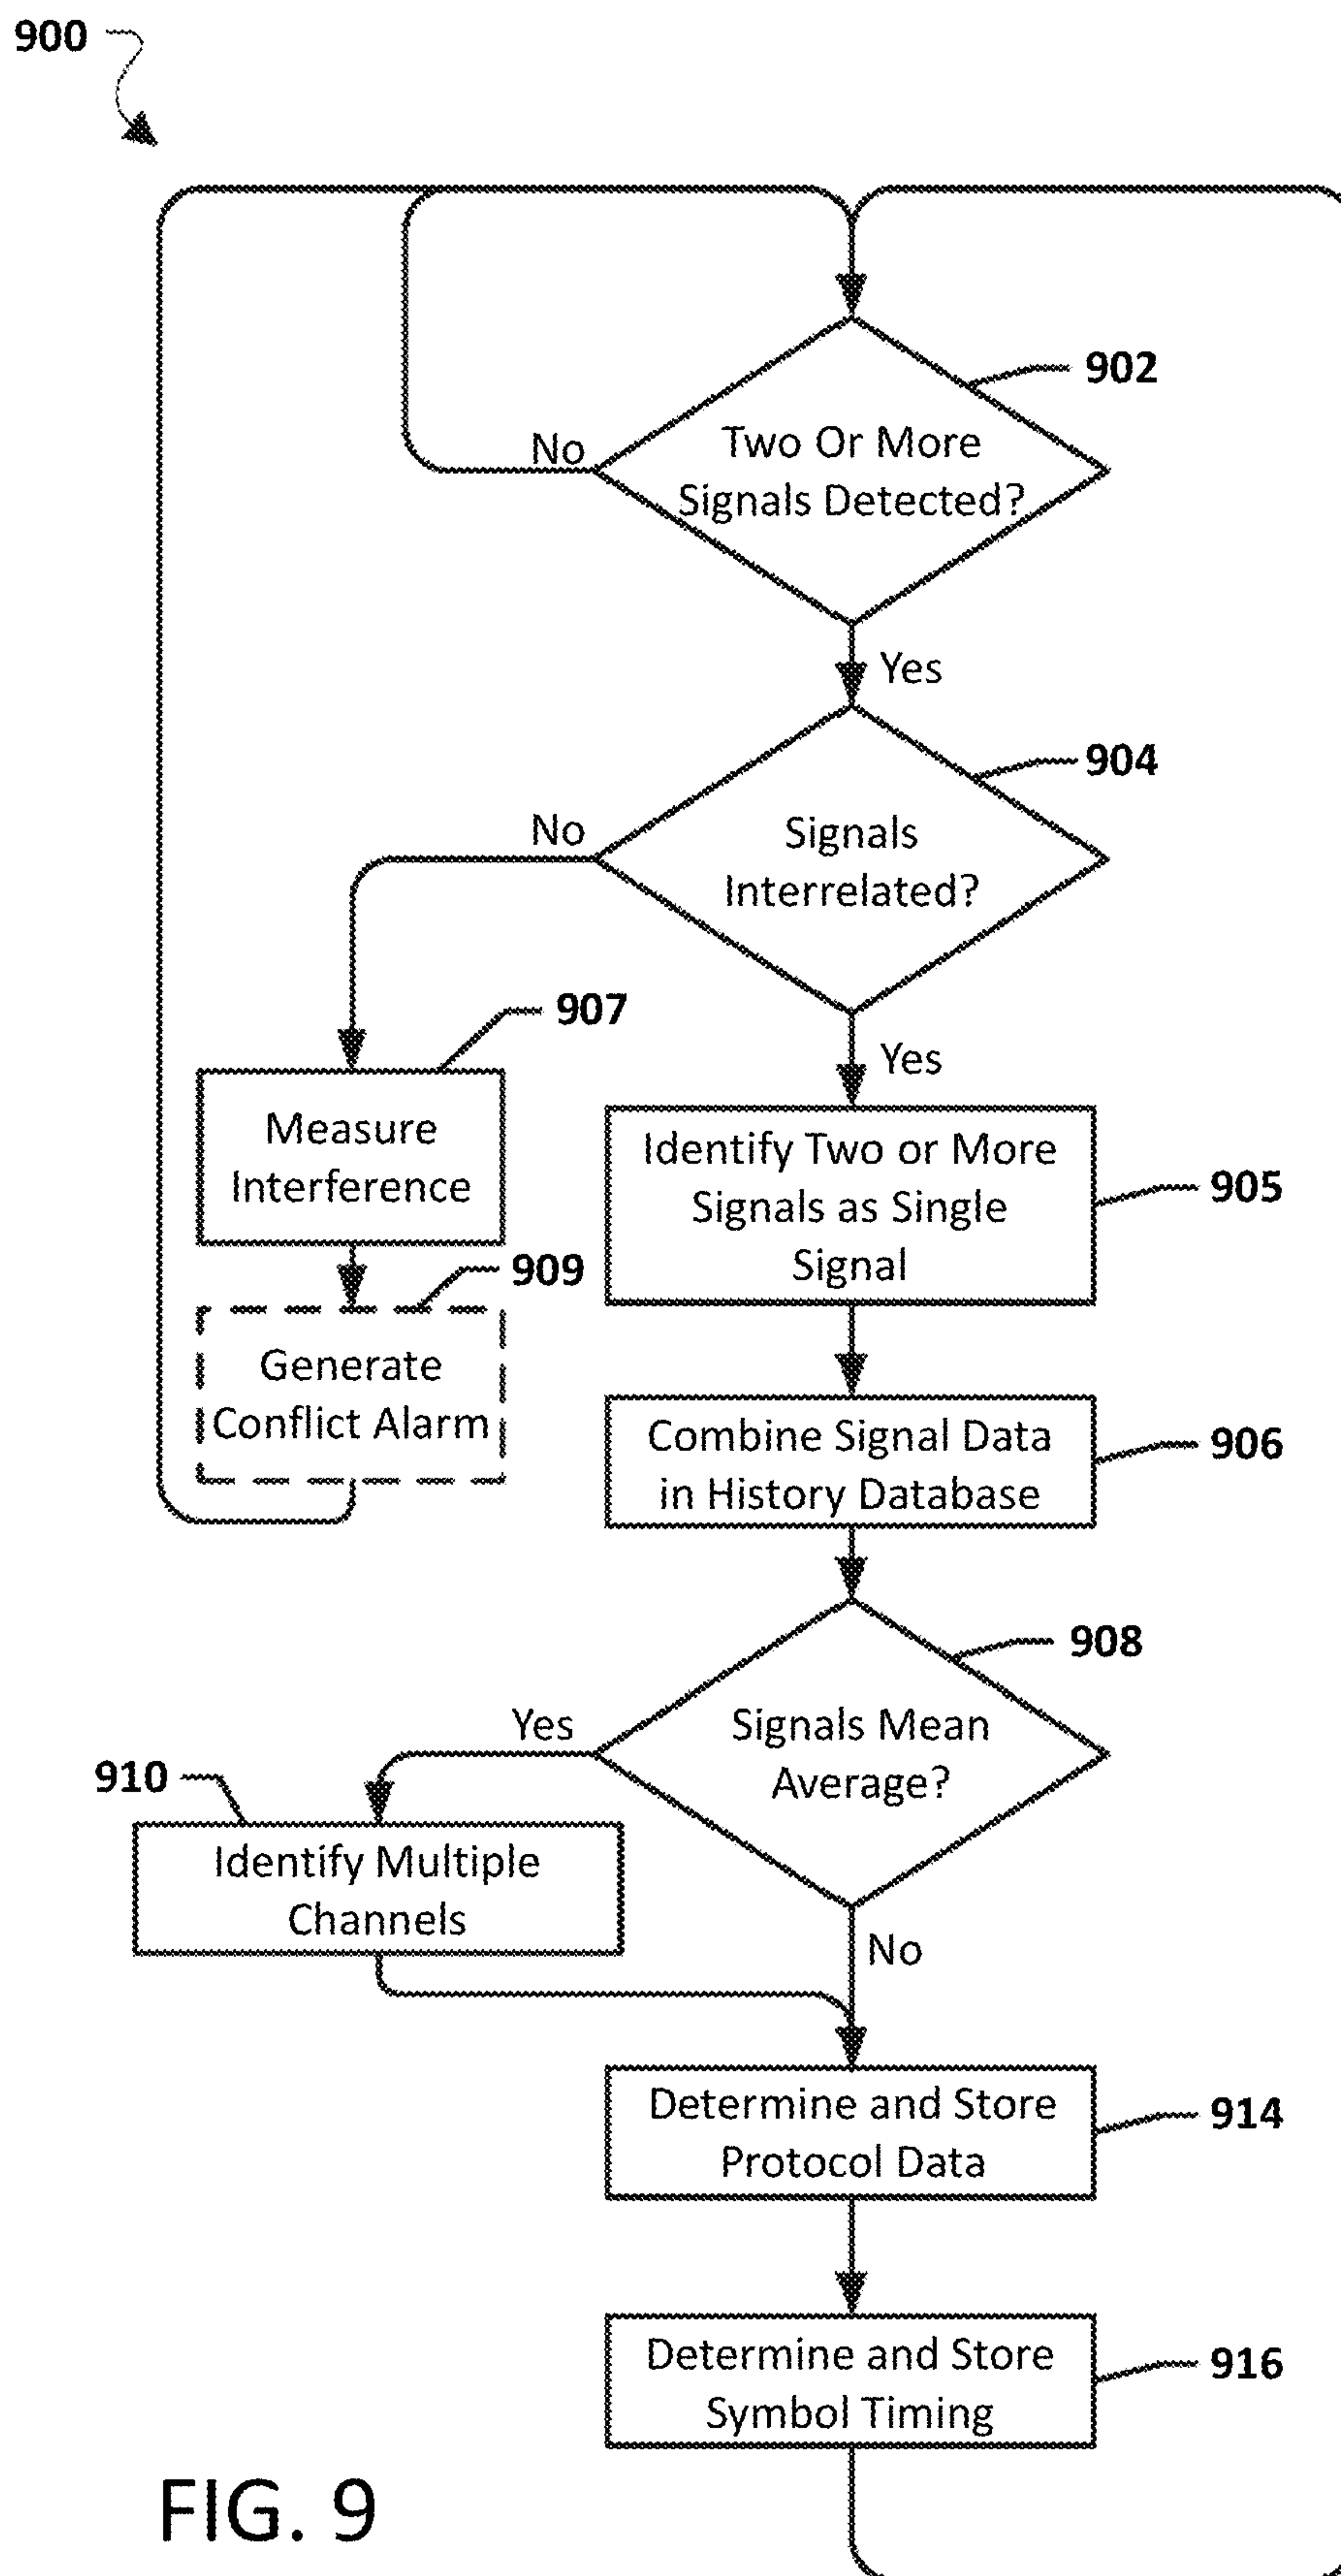 900
902
Two Or More
Signals Detected?
No
Yes
904
Signals
Interrelated?
No
Yes
907
Measure
Interference
905
Identify Two or More
Signals as Single
Signal
909
Generate
Conflict Alarm
906
Combine Signal Data
in History Database
908
Signals Mean
Average?
Yes
910
Identify Multiple
Channels
No
914
Determine and Store
Protocol Data
916
Determine and Store
Symbol Timing
FIG. 9